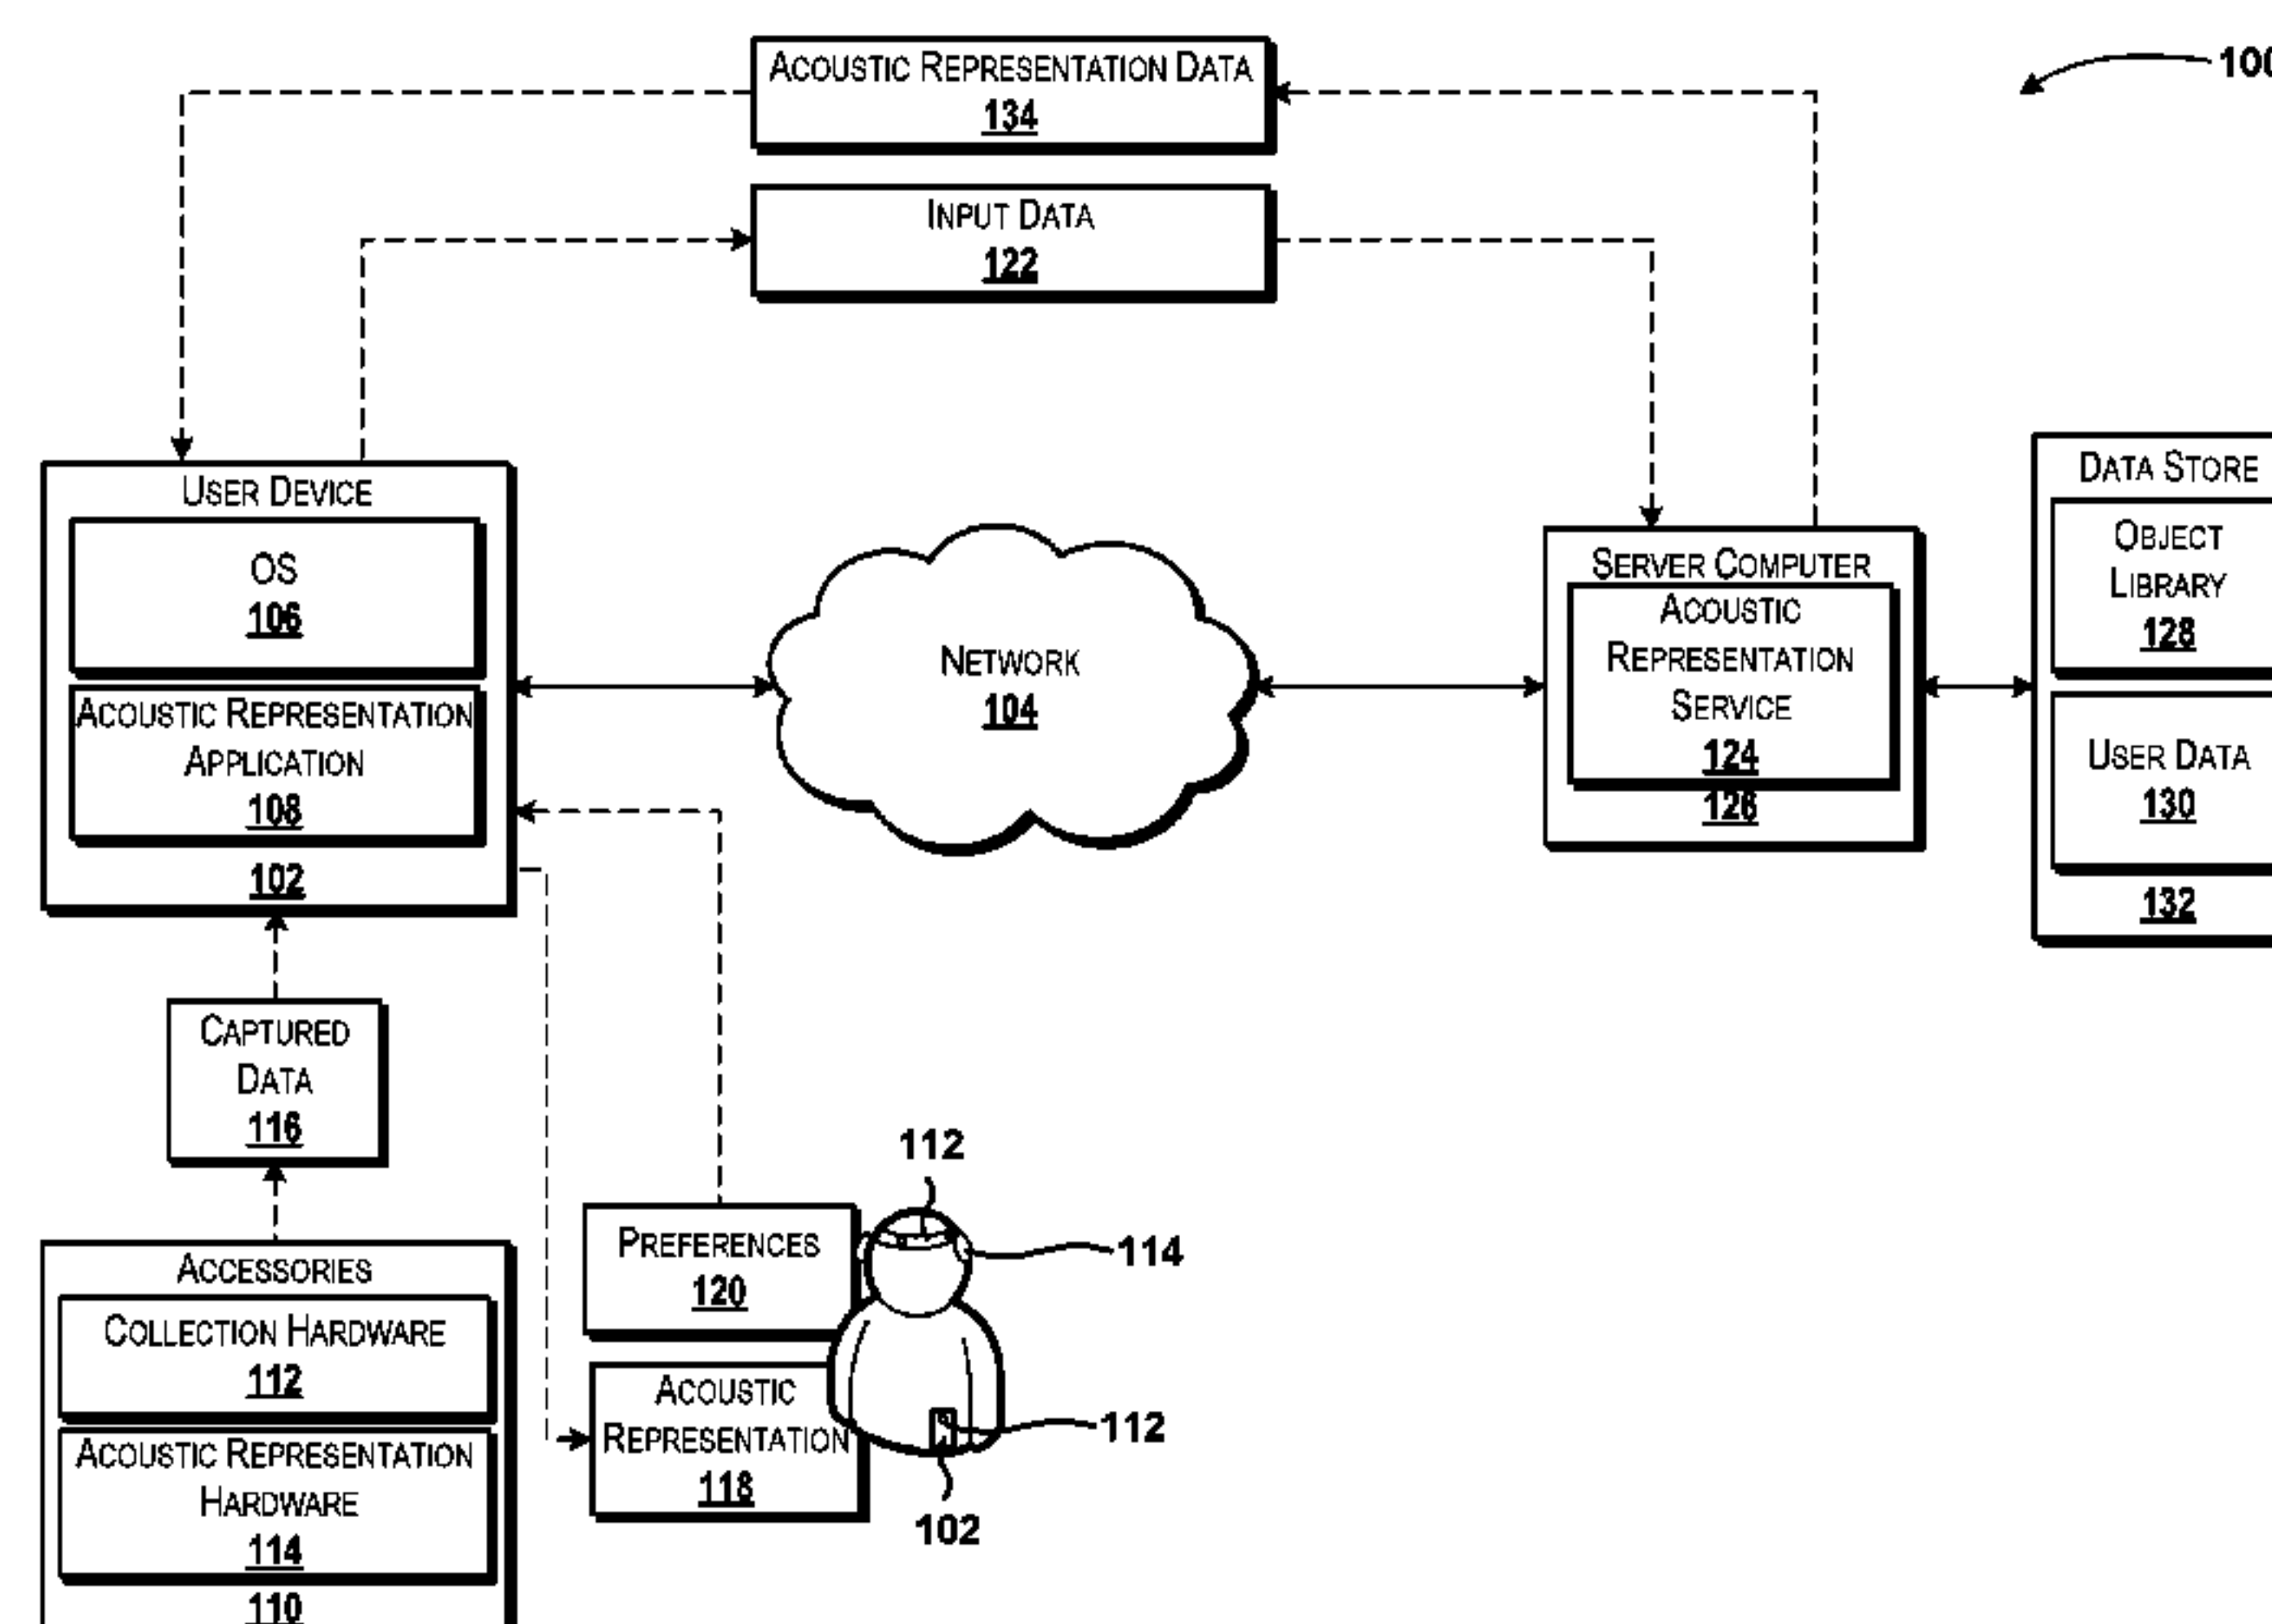 ACOUSTIC REPRESENTATION DATA
134
100
INPUT DATA
122
USER DEVICE
OS
106
ACOUSTIC REPRESENTATION
APPLICATION
108
102
NETWORK
104
SERVER COMPUTER
ACOUSTIC
REPRESENTATION
SERVICE
124
126
DATA STORE
OBJECT
LIBRARY
128
USER DATA
130
132
CAPTURED
DATA
116
ACCESSORIES
COLLECTION HARDWARE
112
ACOUSTIC REPRESENTATION
HARDWARE
114
110
PREFERENCES
120
ACOUSTIC
REPRESENTATION
118
112
114
112
102